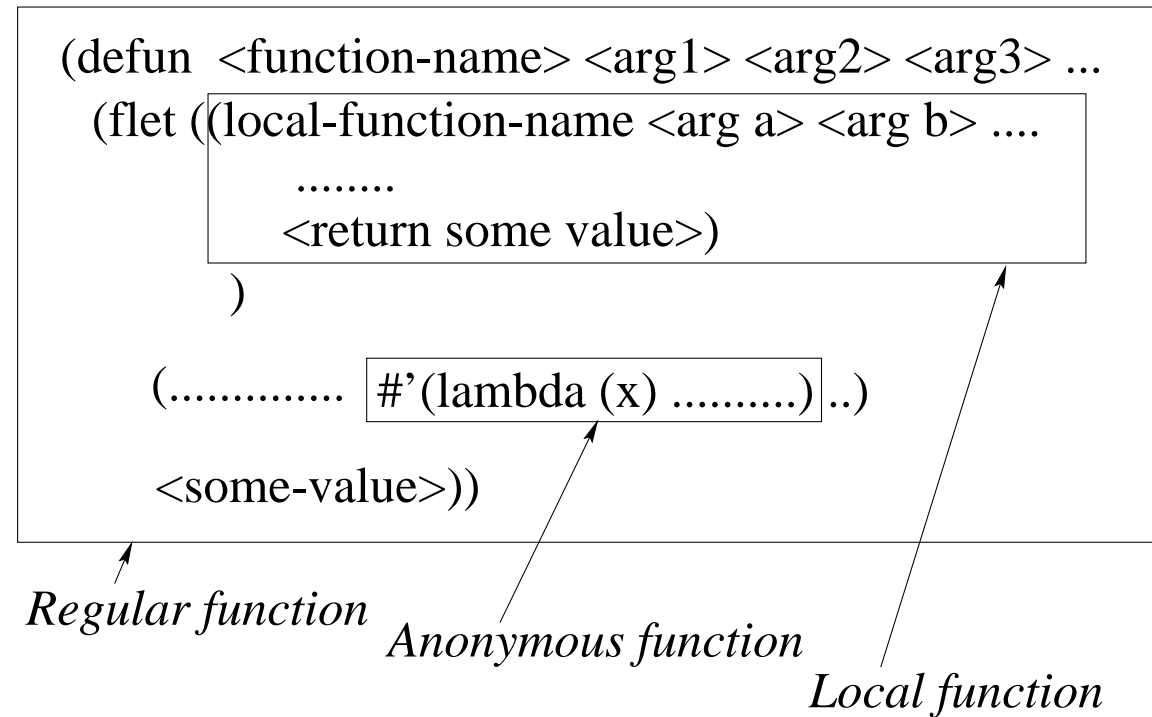 (defun <function-name> <arg1> <arg2> <arg3> ...
(flet ((local-function-name <arg a> <arg b> ....
........
<return some value>)
)
(.............. #’(lambda (x) ..........) ..)
<some-value>))
Regular function
Anonymous function
Local function